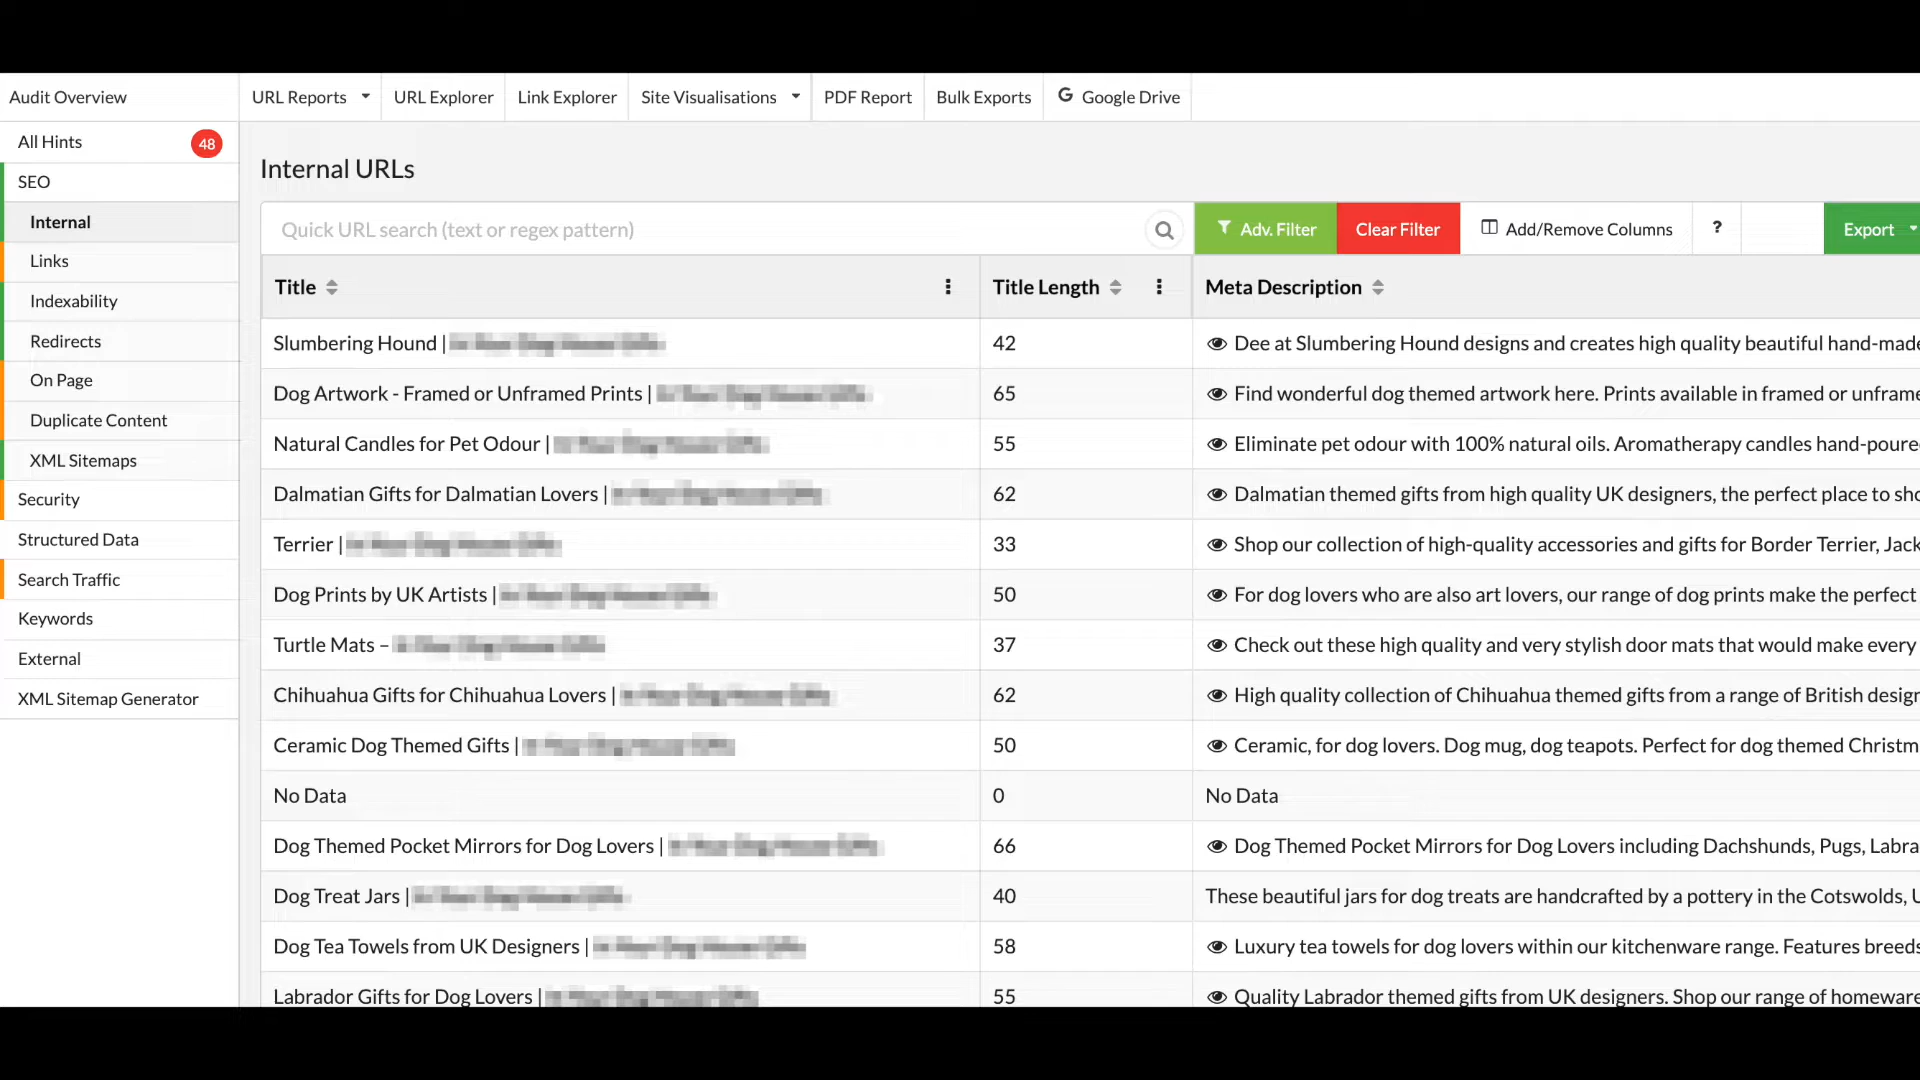 Audit Overview
URL Reports
URL Explorer
Link Explorer
Site Visualisations
PDF Report
Bulk Exports
Google Drive
All Hints 48
SEO
Internal
Links
Indexability
Redirects
On Page
Duplicate Content
XML Sitemaps
Security
Structured Data
Search Traffic
Keywords
External
XML Sitemap Generator
Internal URLs
Quick URL search (text or regex pattern)
Adv. Filter
Clear Filter
Add/Remove Columns
?
Export
Title Title Length Meta Description
Slumbering Hound | 42 Dee at Slumbering Hound designs and creates high quality beautiful hand-made
Dog Artwork - Framed or Unframed Prints | 65 Find wonderful dog themed artwork here. Prints available in framed or unframe
Natural Candles for Pet Odour | 55 Eliminate pet odour with 100% natural oils. Aromatherapy candles hand-poure
Dalmatian Gifts for Dalmatian Lovers | 62 Dalmatian themed gifts from high quality UK designers, the perfect place to sho
Terrier | 33 Shop our collection of high-quality accessories and gifts for Border Terrier, Jack
Dog Prints by UK Artists | 50 For dog lovers who are also art lovers, our range of dog prints make the perfect
Turtle Mats – 37 Check out these high quality and very stylish door mats that would make every
Chihuahua Gifts for Chihuahua Lovers | 62 High quality collection of Chihuahua themed gifts from a range of British design
Ceramic Dog Themed Gifts | 50 Ceramic, for dog lovers. Dog mug, dog teapots. Perfect for dog themed Christm
No Data 0 No Data
Dog Themed Pocket Mirrors for Dog Lovers | 66 Dog Themed Pocket Mirrors for Dog Lovers including Dachshunds, Pugs, Labra
Dog Treat Jars | 40 These beautiful jars for dog treats are handcrafted by a pottery in the Cotswolds, U
Dog Tea Towels from UK Designers | 58 Luxury tea towels for dog lovers within our kitchenware range. Features breeds
Labrador Gifts for Dog Lovers | 55 Quality Labrador themed gifts from UK designers. Shop our range of homeware